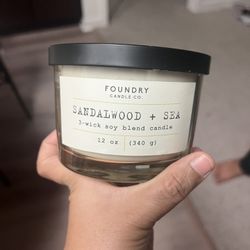 FOUNDRY
CANDLE CO.
SANDALWOOD + SEA
3-wick soy blend candle
12 oz (340 g)